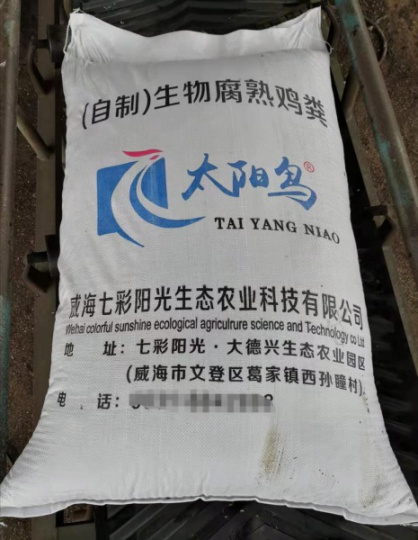 (自制)生物腐熟鸡粪
太阳鸟®
TAI YANG NIAO
威海七彩阳光生态农业科技有限公司
Weihai colorful sunshine ecological agriculrure science and Technology co Ltd
地 址:七彩阳光·大德兴生态农业园区
(威海市文登区葛家镇西孙疃村)
电 话: